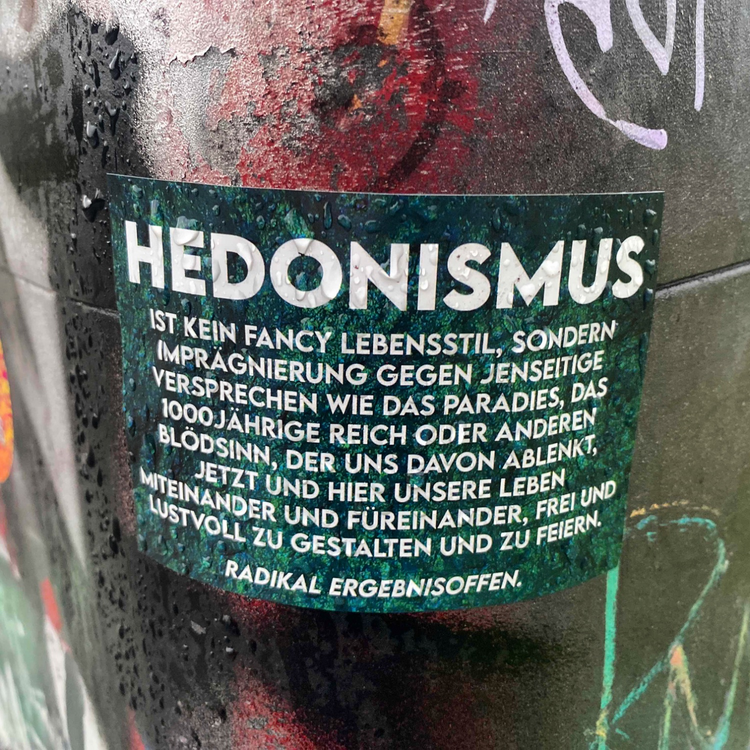 HEDONISMUS
IST KEIN FANCY LEBENSSTIL, SONDERN
IMPRÄGNIERUNG GEGEN JENSEITIGE
VERSPRECHEN WIE DAS PARADIES, DAS
1000JÄHRIGE REICH ODER ANDEREN
BLÖDSINN, DER UNS DAVON ABLENKT,
JETZT UND HIER UNSERE LEBEN
MITEINANDER UND FÜREINANDER, FREI UND
LUSTVOLL ZU GESTALTEN UND ZU FEIERN.
RADIKAL ERGEBNISOFFEN.